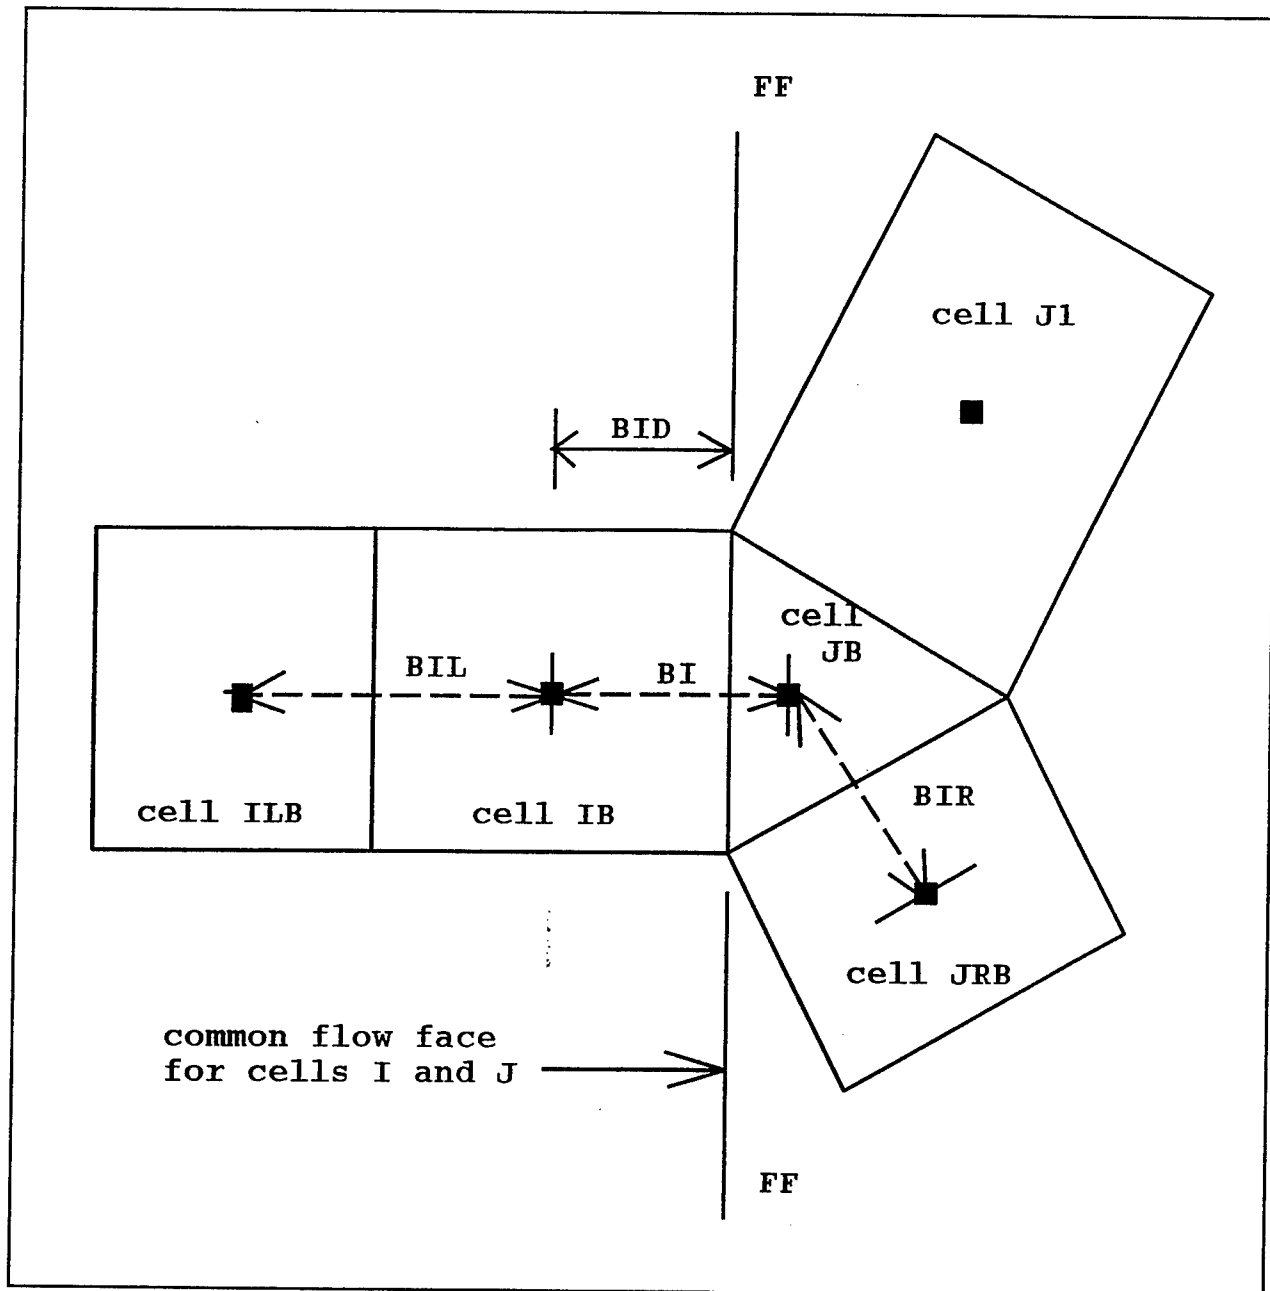 FF
cell J1
BID
cell
JB
BIL
BI
BIR
cell ILB
cell IB
cell JRB
common flow face
for cells I and J
FF